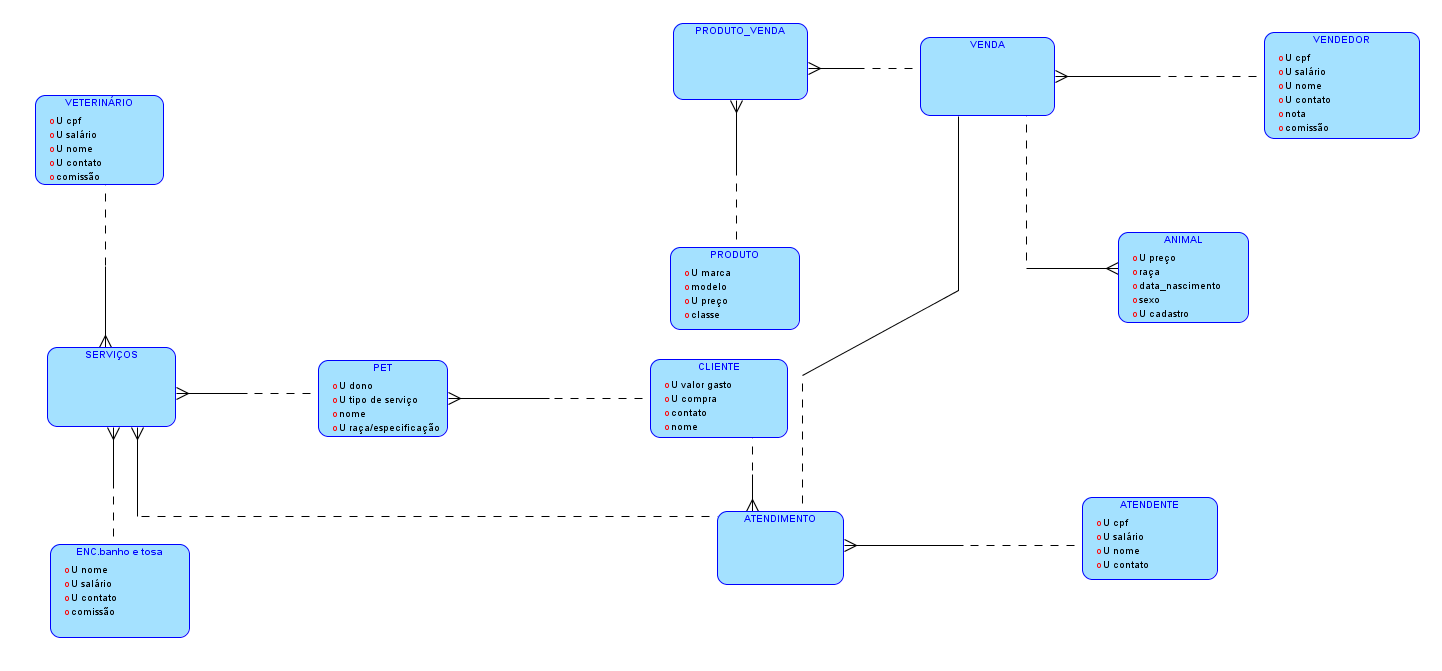 PRODUTO_VENDA
VENDA
VENDEDOR
o U cpf
o U salário
o U nome
o U contato
o nota
o comissão
VETERINÁRIO
o U cpf
o U salário
o U nome
o U contato
o comissão
ANIMAL
o U preço
o raça
o data_nascimento
o sexo
o U cadastro
PRODUTO
o U marca
o modelo
o U preço
o classe
SERVIÇOS
PET
o U dono
o U tipo de serviço
o nome
o U raça/especificação
CLIENTE
o U valor gasto
o U compra
o contato
o nome
ATENDIMENTO
ATENDENTE
o U cpf
o U salário
o U nome
o U contato
ENC.banho e tosa
o U nome
o U salário
o U contato
o comissão